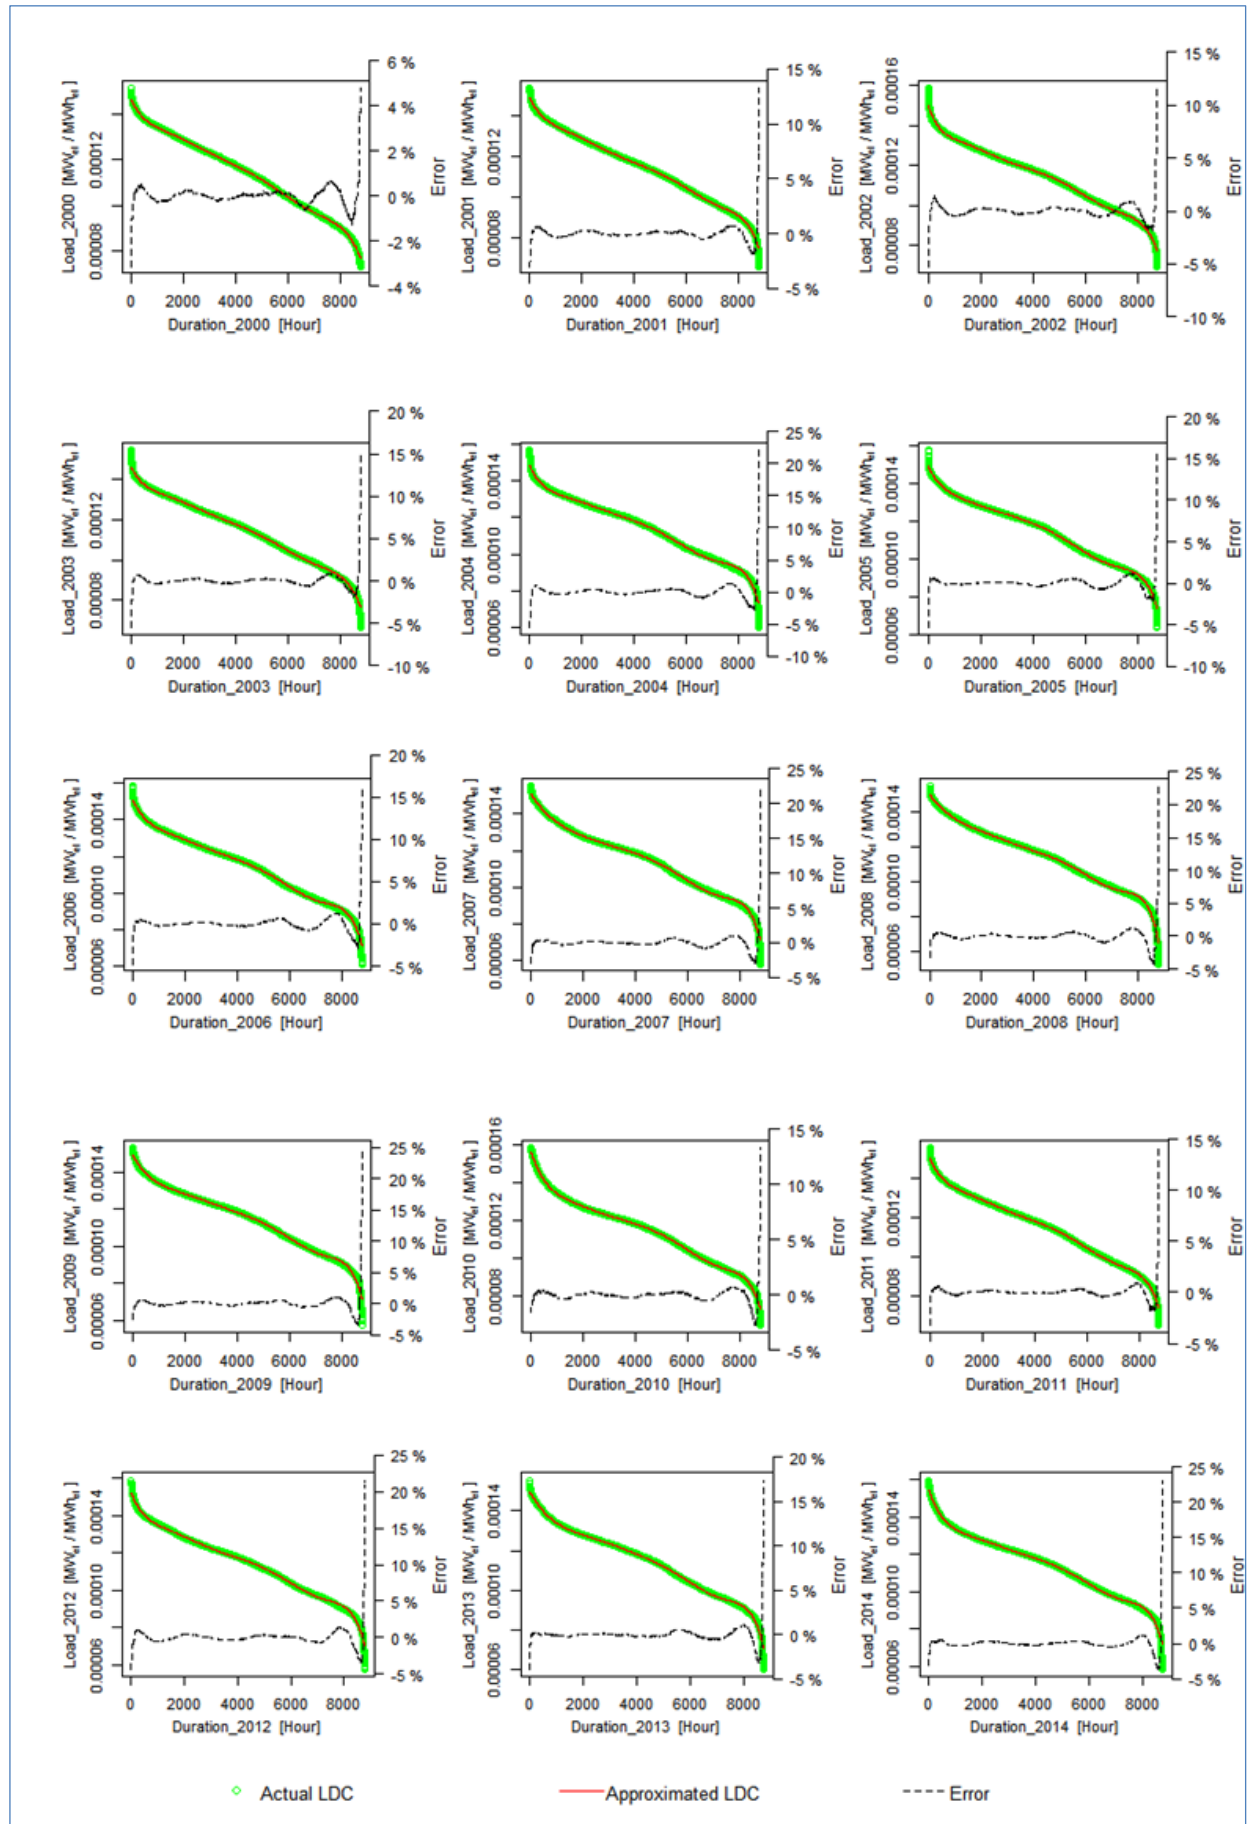 6 %
4 %
2 %
0 %
-2 %
-4 %
Error
0.00012
0.00008
Load_2000 [MWel / MWhel]
0 2000 4000 6000 8000
Duration_2000 [Hour]
15 %
10 %
5 %
0 %
-5 %
Error
0.00012
0.00008
Load_2001 [MWel / MWhel]
0 2000 4000 6000 8000
Duration_2001 [Hour]
15 %
10 %
5 %
0 %
-5 %
-10 %
Error
0.00016
0.00012
0.00008
Load_2002 [MWel / MWhel]
0 2000 4000 6000 8000
Duration_2002 [Hour]
20 %
15 %
10 %
5 %
0 %
-5 %
-10 %
Error
0.00012
0.00008
Load_2003 [MWel / MWhel]
0 2000 4000 6000 8000
Duration_2003 [Hour]
25 %
20 %
15 %
10 %
5 %
0 %
-5 %
-10 %
Error
0.00014
0.00010
0.00006
Load_2004 [MWel / MWhel]
0 2000 4000 6000 8000
Duration_2004 [Hour]
20 %
15 %
10 %
5 %
0 %
-5 %
-10 %
Error
0.00014
0.00010
0.00006
Load_2005 [MWel / MWhel]
0 2000 4000 6000 8000
Duration_2005 [Hour]
20 %
15 %
10 %
5 %
0 %
-5 %
Error
0.00014
0.00010
0.00006
Load_2006 [MWel / MWhel]
0 2000 4000 6000 8000
Duration_2006 [Hour]
25 %
20 %
15 %
10 %
5 %
0 %
-5 %
Error
0.00014
0.00010
0.00006
Load_2007 [MWel / MWhel]
0 2000 4000 6000 8000
Duration_2007 [Hour]
25 %
20 %
15 %
10 %
5 %
0 %
-5 %
Error
0.00014
0.00010
0.00006
Load_2008 [MWel / MWhel]
0 2000 4000 6000 8000
Duration_2008 [Hour]
25 %
20 %
15 %
10 %
5 %
0 %
-5 %
Error
0.00014
0.00010
0.00006
Load_2009 [MWel / MWhel]
0 2000 4000 6000 8000
Duration_2009 [Hour]
15 %
10 %
5 %
0 %
-5 %
Error
0.00016
0.00012
0.00008
Load_2010 [MWel / MWhel]
0 2000 4000 6000 8000
Duration_2010 [Hour]
15 %
10 %
5 %
0 %
-5 %
Error
0.00012
0.00008
Load_2011 [MWel / MWhel]
0 2000 4000 6000 8000
Duration_2011 [Hour]
25 %
20 %
15 %
10 %
5 %
0 %
-5 %
Error
0.00014
0.00010
0.00006
Load_2012 [MWel / MWhel]
0 2000 4000 6000 8000
Duration_2012 [Hour]
20 %
15 %
10 %
5 %
0 %
-5 %
Error
0.00014
0.00010
0.00006
Load_2013 [MWel / MWhel]
0 2000 4000 6000 8000
Duration_2013 [Hour]
25 %
20 %
15 %
10 %
5 %
0 %
-5 %
Error
0.00014
0.00010
0.00006
Load_2014 [MWel / MWhel]
0 2000 4000 6000 8000
Duration_2014 [Hour]
Actual LDC Approximated LDC Error